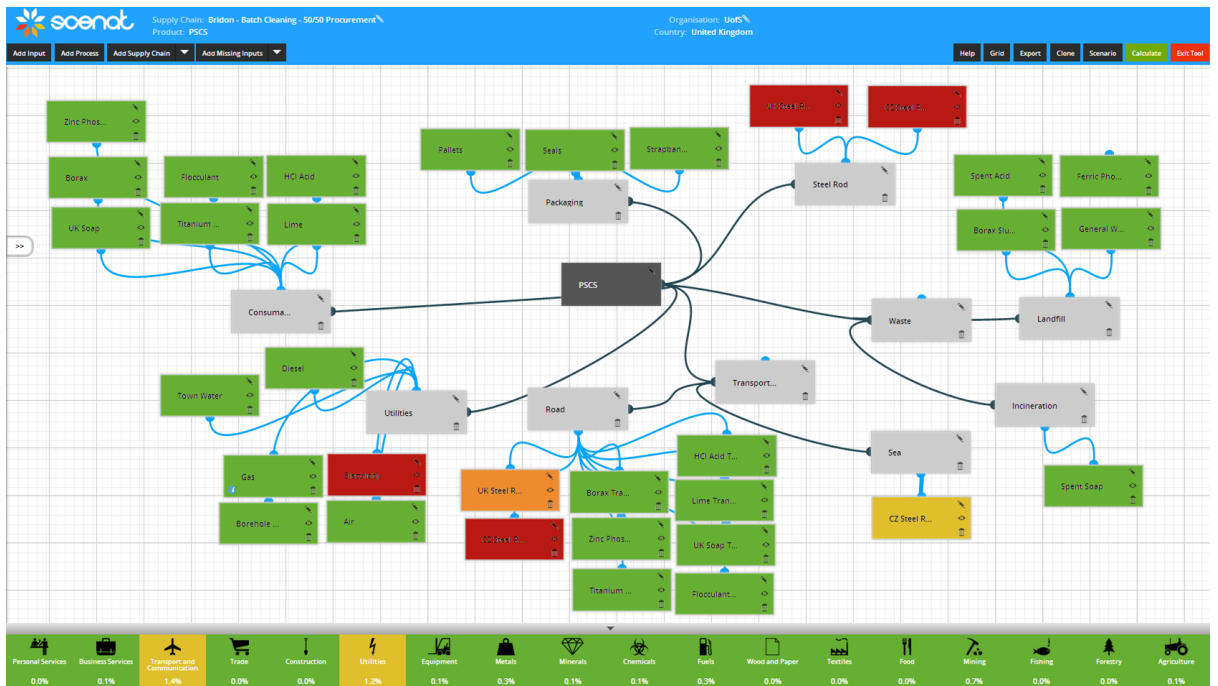 scenat
Supply Chain: Bridon - Batch Cleaning - 50/50 Procurement
Product: PSCS
Organisation: UofS
Country: United Kingdom
Add Input
Add Process
Add Supply Chain
Add Missing Inputs
Help
Grid
Export
Clone
Scenario
Calculate
Exit Tool
>>
Zinc Phos...
Borax
Flocculant
HCl Acid
UK Soap
Titanium ...
Lime
Consuma...
Pallets
Seals
Strapban...
Packaging
UK Steel R...
CZ Steel R...
Steel Rod
Spent Acid
Ferric Pho...
Borax Slu...
General W...
PSCS
Waste
Landfill
Diesel
Town Water
Utilities
Gas
Electricity
Borehole ...
Air
Road
Transport...
Incineration
Sea
Spent Soap
UK Steel R...
CZ Steel R...
Borax Tra...
Zinc Phos...
Titanium ...
HCl Acid T...
Lime Tran...
UK Soap T...
Flocculant...
CZ Steel R...
Personal Services
Business Services
Transport and
Communication
Trade
Construction
Utilities
Equipment
Metals
Minerals
Chemicals
Fuels
Wood and Paper
Textiles
Food
Mining
Fishing
Forestry
Agriculture
0.0%
0.1%
1.4%
0.0%
0.0%
1.2%
0.1%
0.3%
0.1%
0.1%
0.3%
0.0%
0.0%
0.0%
0.7%
0.0%
0.0%
0.1%